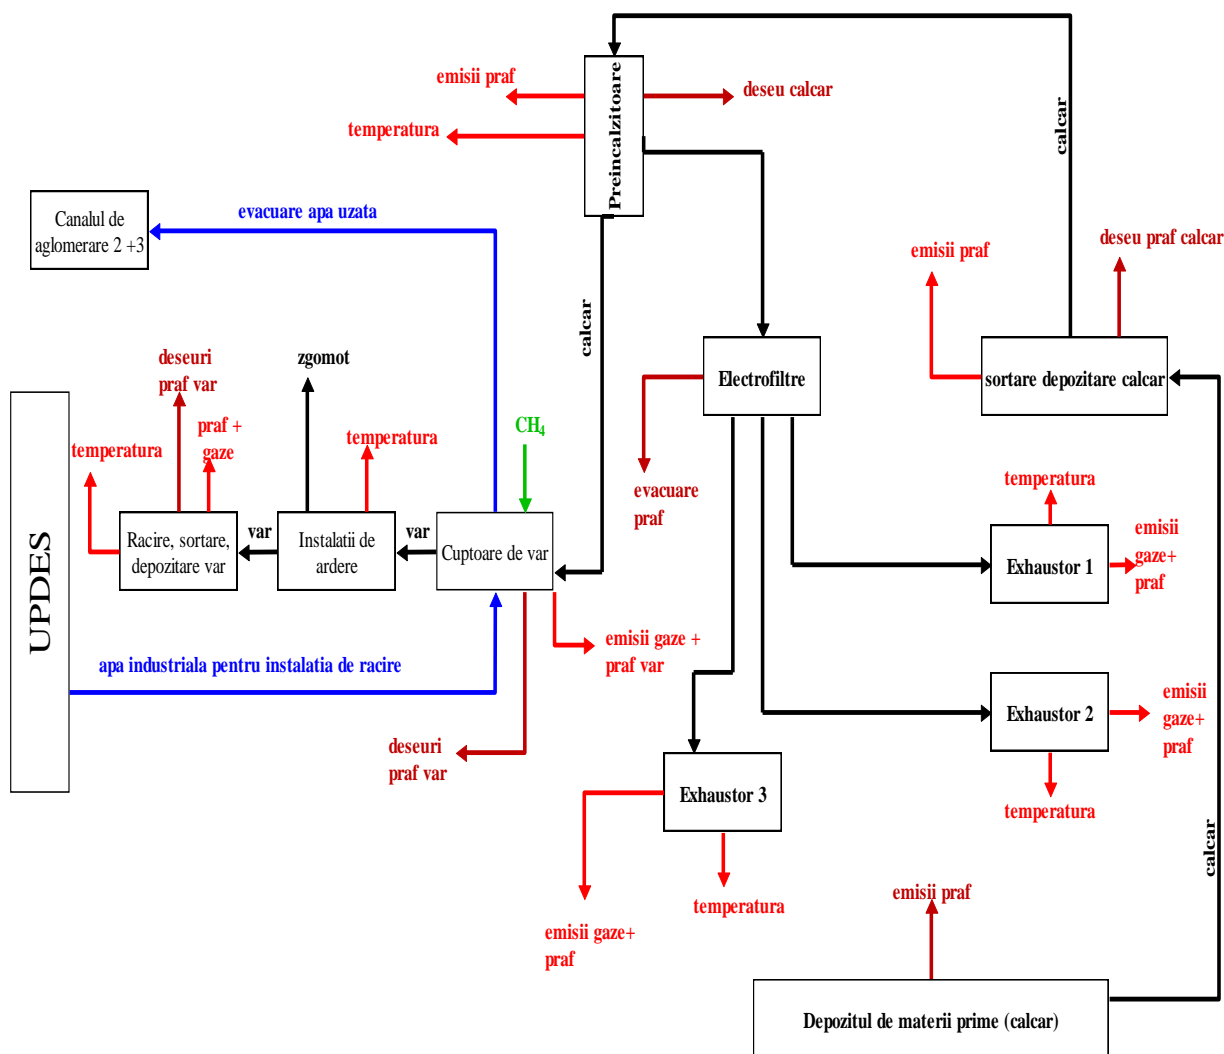 emisii praf
deseu calcar
temperatura
Preincalzitoare
calcar
Canalul de
aglomerare 2 +3
evacuare apa uzata
emisii praf
deseu praf calcar
calcar
deseuri
praf var
zgomot
Electrofiltre
sortare depozitare calcar
temperatura
praf +
gaze
temperatura
CH₄
evacuare
praf
temperatura
UPDES
Racire, sortare,
depozitare var
var
Instalatii de
ardere
var
Cuptoare de var
Exhaustor 1
emisii
gaze+
praf
apa industriala pentru instalatia de racire
emisii gaze +
praf var
Exhaustor 2
emisii
gaze+
praf
deseuri
praf var
Exhaustor 3
temperatura
calcar
temperatura
emisii gaze+
praf
emisii praf
Depozitul de materii prime (calcar)